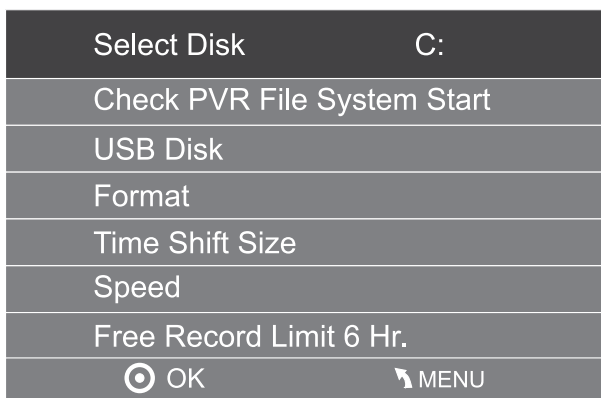 Select Disk C:
Check PVR File System Start
USB Disk
Format
Time Shift Size
Speed
Free Record Limit 6 Hr.
OK MENU